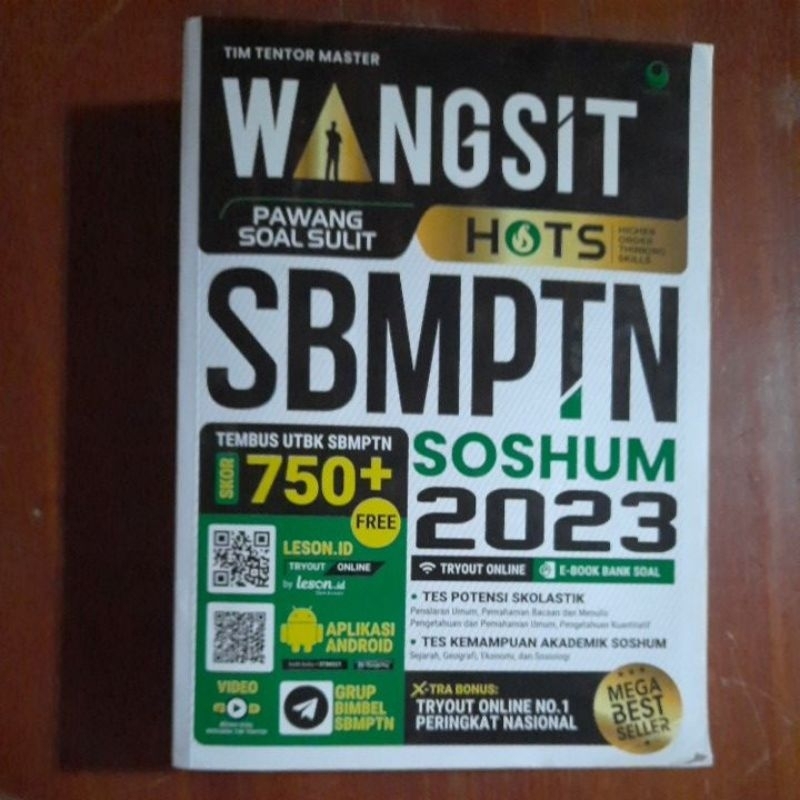 TIM TENTOR MASTER
WANGSIT
PAWANG
SOAL SULIT
HOTS
HIGHER
ORDER
THINKING
SKILLS
SBMPTN
SOSHUM
2023
TEMBUS UTBK SBMPTN
SKOR 750+
FREE
LESON.ID
TRYOUT ONLINE
by leson.id
APLIKASI
ANDROID
VIDEO
GRUP
BIMBEL
SBMPTN
TRYOUT ONLINE E-BOOK BANK SOAL
• TES POTENSI SKOLASTIK
Penalaran Umum, Pemahaman Bacaan dan Menulis
Pengetahuan dan Pemahaman Umum, Pengetahuan Kuantitatif
• TES KEMAMPUAN AKADEMIK SOSHUM
Sejarah, Geografi, Ekonomi, dan Sosiologi
X-TRA BONUS:
TRYOUT ONLINE NO.1
PERINGKAT NASIONAL
MEGA
BEST
SELLER